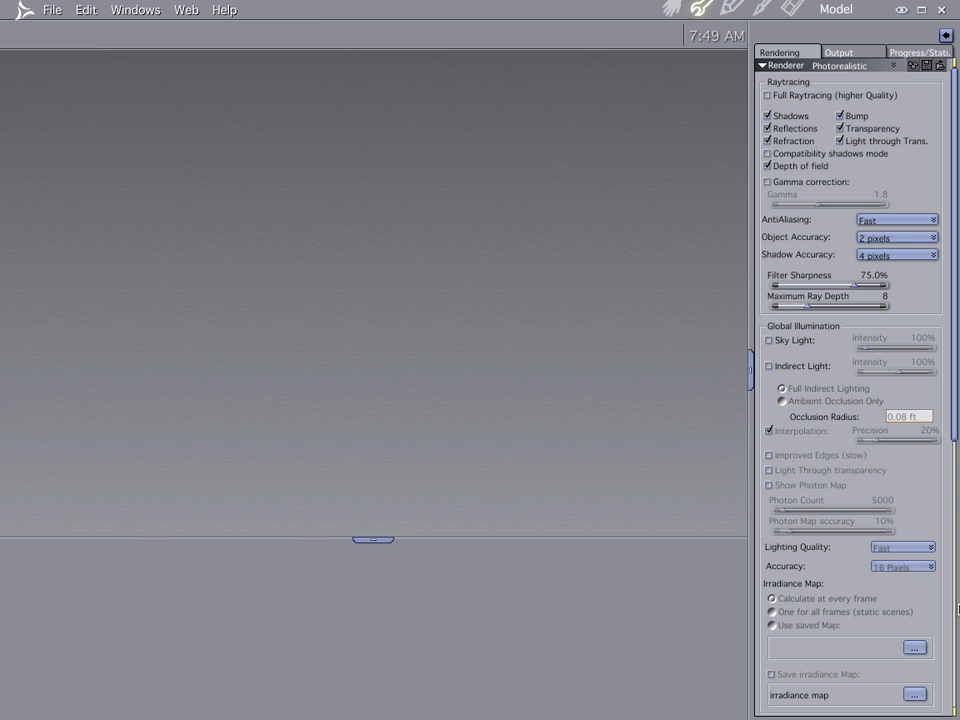 File Edit Windows Web Help
Model
7:49 AM
Rendering Output Progress/Stati.
Renderer Photorealistic
Raytracing
Full Raytracing (higher Quality)
Shadows Bump
Reflections Transparency
Refraction Light through Trans.
Compatibility shadows mode
Depth of field
Gamma correction:
Gamma 1.8
AntiAliasing: Fast
Object Accuracy: 2 pixels
Shadow Accuracy: 4 pixels
Filter Sharpness 75.0%
Maximum Ray Depth 8
Global Illumination
Sky Light: Intensity 100%
Indirect Light: Intensity 100%
Full Indirect Lighting
Ambient Occlusion Only
Occlusion Radius: 0.08 ft
Interpolation: Precision 20%
Improved Edges (slow)
Light Through transparency
Show Photon Map
Photon Count 5000
Photon Map accuracy 10%
Lighting Quality: Fast
Accuracy: 16 Pixels
Irradiance Map:
Calculate at every frame
One for all frames (static scenes)
Use saved Map:
...
Save irradiance Map:
irradiance map ...